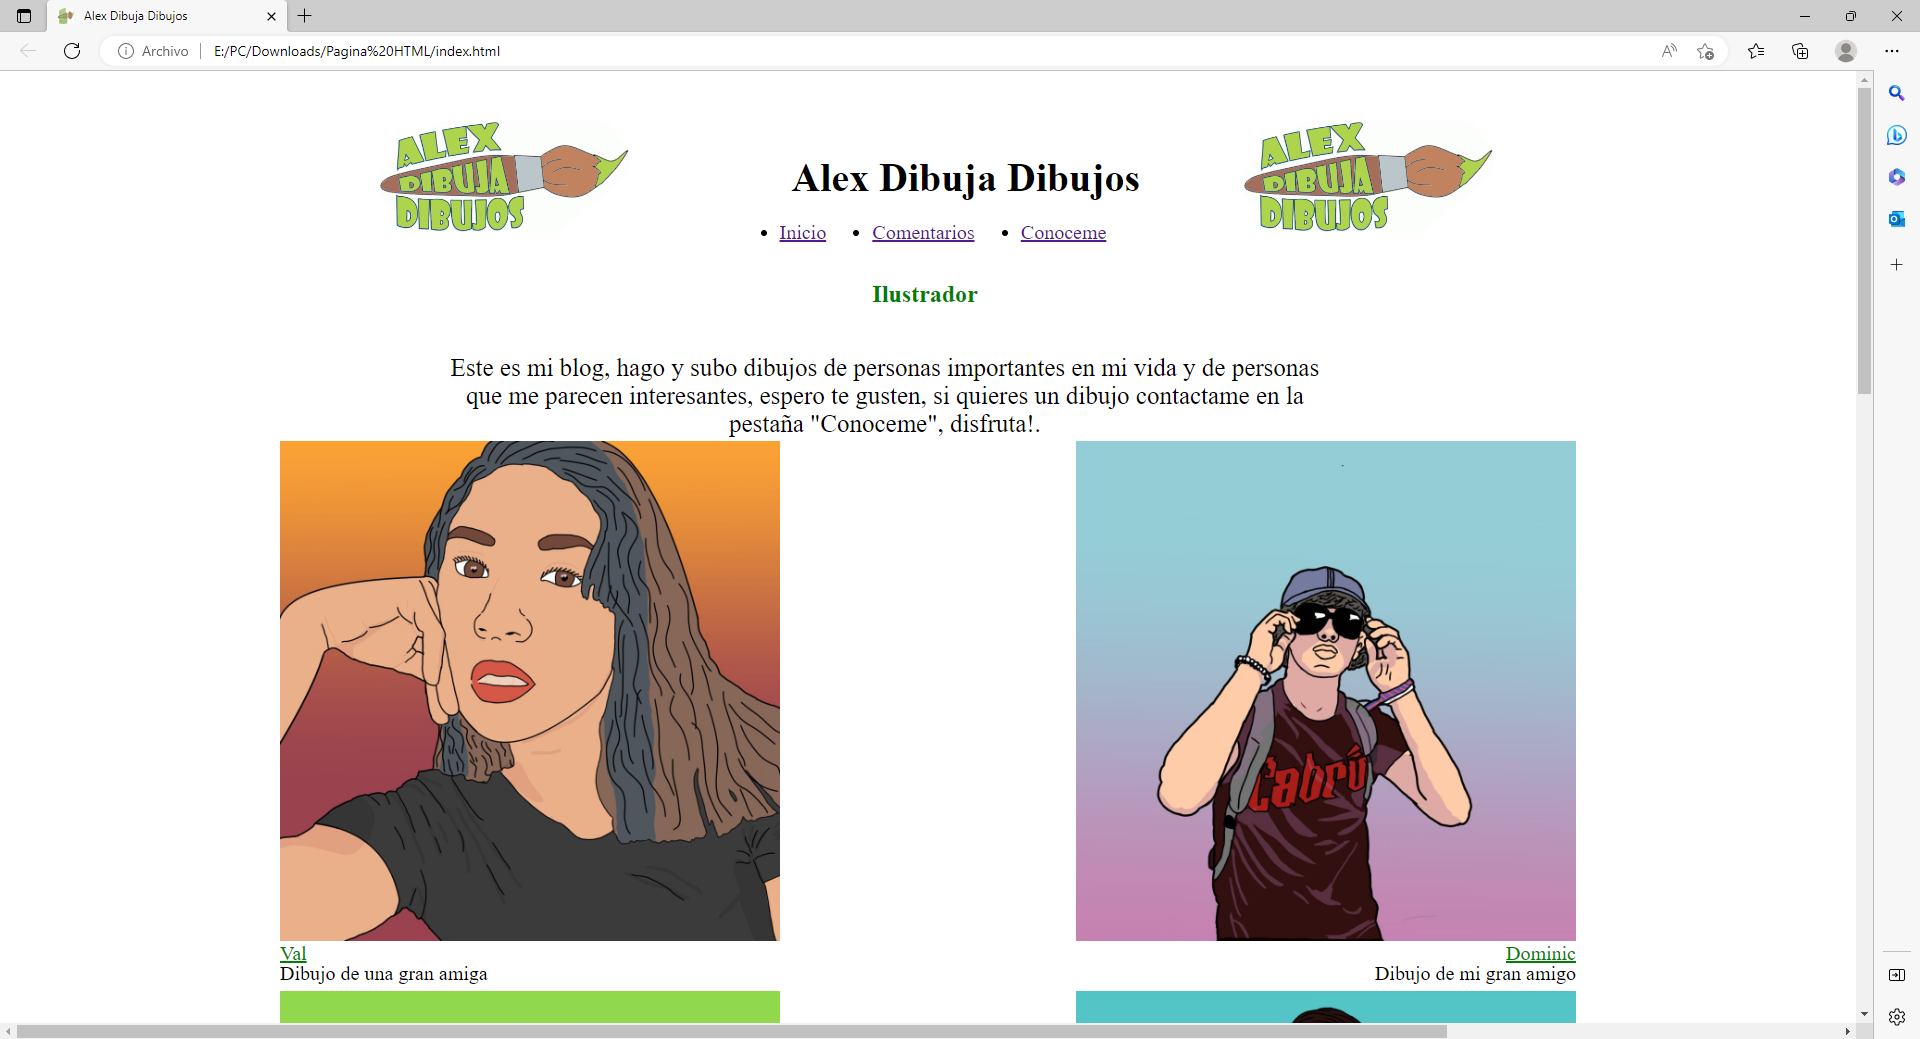 Alex Dibuja Dibujos
Archivo
E:/PC/Downloads/Pagina%20HTML/index.html
ALEX
DIBUJA
DIBUJOS
Alex Dibuja Dibujos
ALEX
DIBUJA
DIBUJOS
Inicio
Comentarios
Conoceme
Ilustrador
Este es mi blog, hago y subo dibujos de personas importantes en mi vida y de personas
que me parecen interesantes, espero te gusten, si quieres un dibujo contactame en la
pestaña "Conoceme", disfruta!.
Cabrú
Val
Dibujo de una gran amiga
Dominic
Dibujo de mi gran amigo